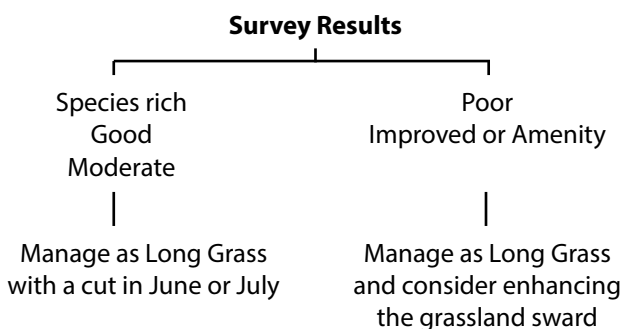 Survey Results
Species rich
Good
Moderate
Poor
Improved or Amenity
Manage as Long Grass
with a cut in June or July
Manage as Long Grass
and consider enhancing
the grassland sward